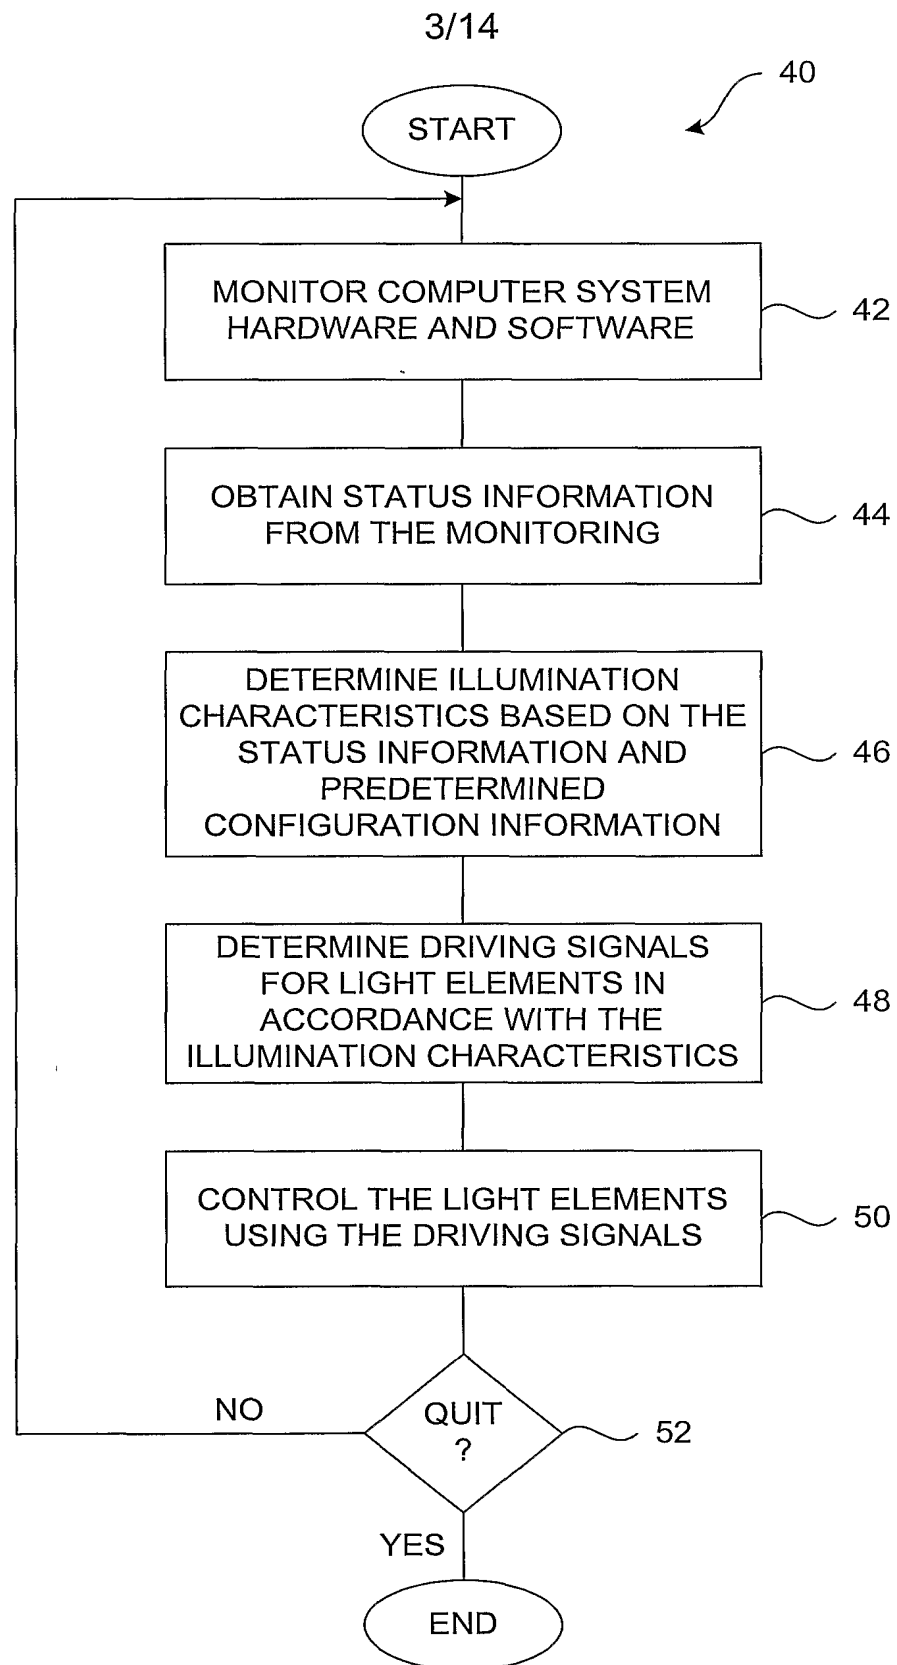 3/14
40
START
MONITOR COMPUTER SYSTEM
HARDWARE AND SOFTWARE
42
OBTAIN STATUS INFORMATION
FROM THE MONITORING
44
DETERMINE ILLUMINATION
CHARACTERISTICS BASED ON THE
STATUS INFORMATION AND
PREDETERMINED
CONFIGURATION INFORMATION
46
DETERMINE DRIVING SIGNALS
FOR LIGHT ELEMENTS IN
ACCORDANCE WITH THE
ILLUMINATION CHARACTERISTICS
48
CONTROL THE LIGHT ELEMENTS
USING THE DRIVING SIGNALS
50
NO
QUIT
?
52
YES
END